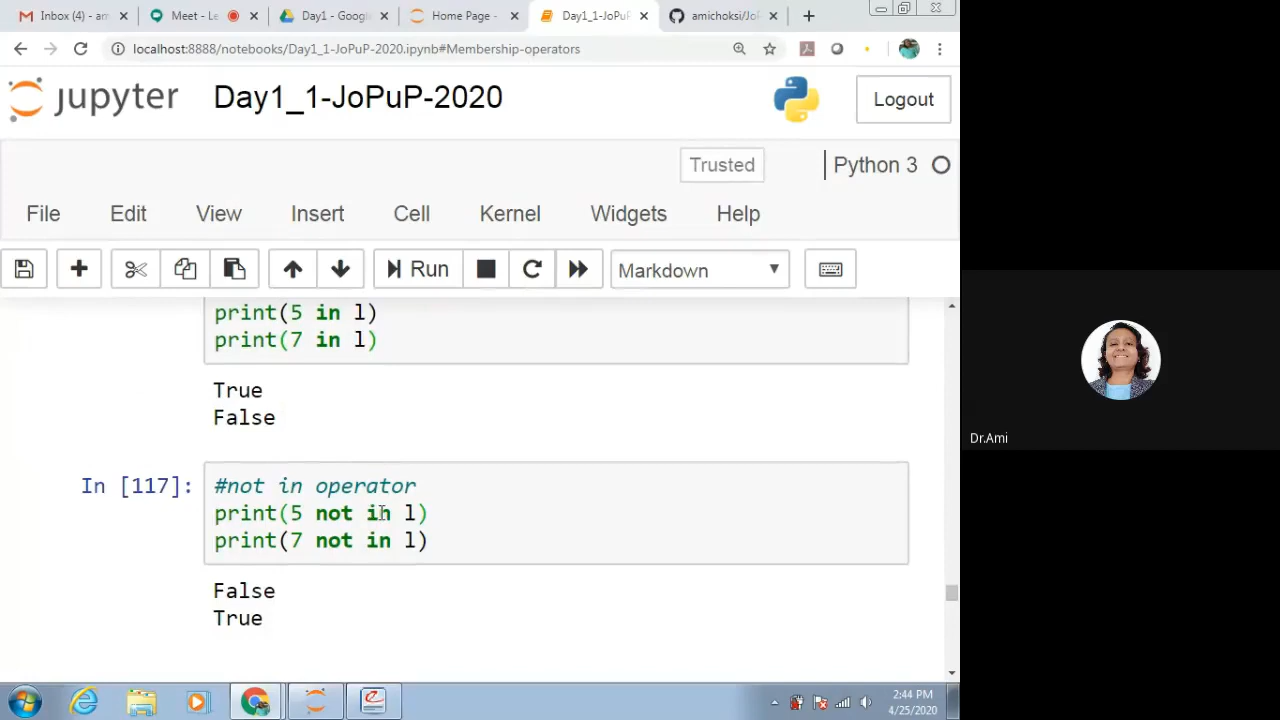 Inbox (4) - am
Meet - Le
Day1 - Google
Home Page -
Day1_1-JoPuP
amichoksi/JoP
localhost:8888/notebooks/Day1_1-JoPuP-2020.ipynb#Membership-operators
jupyter Day1_1-JoPuP-2020
Logout
Trusted
Python 3
File Edit View Insert Cell Kernel Widgets Help
Run
Markdown
print(5 in l)
print(7 in l)
True
False
In [117]:
#not in operator
print(5 not in l)
print(7 not in l)
False
True
Dr.Ami
2:44 PM
4/25/2020